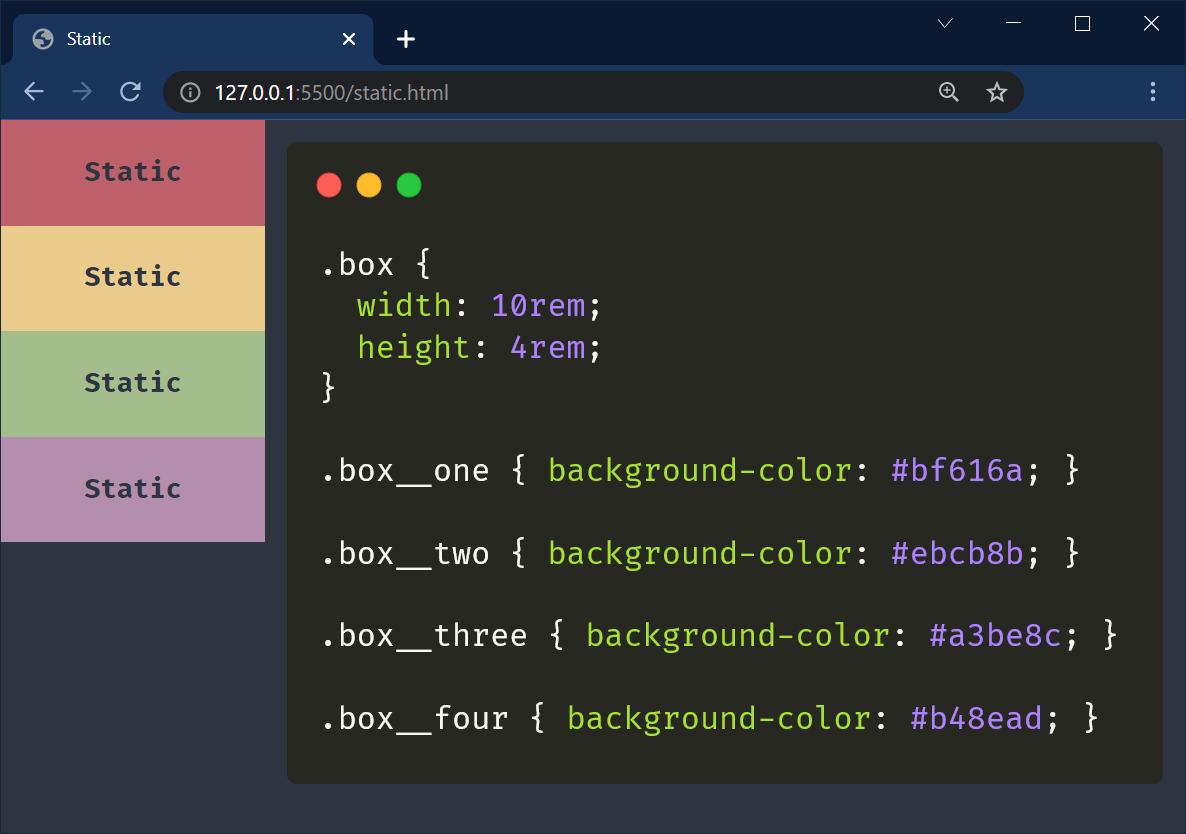 Static
127.0.0.1:5500/static.html
Static
Static
Static
Static
.box {
  width: 10rem;
  height: 4rem;
}
.box__one { background-color: #bf616a; }
.box__two { background-color: #ebcb8b; }
.box__three { background-color: #a3be8c; }
.box__four { background-color: #b48ead; }